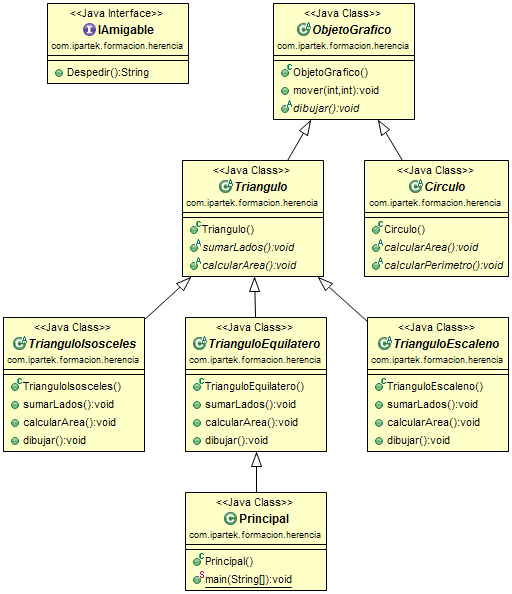 <<Java Interface>>
IAmigable
com.ipartek.formacion.herencia
Despedir():String
<<Java Class>>
ObjetoGrafico
com.ipartek.formacion.herencia
ObjetoGrafico()
mover(int,int):void
dibujar():void
<<Java Class>>
Triangulo
com.ipartek.formacion.herencia
Triangulo()
sumarLados():void
calcularArea():void
<<Java Class>>
Circulo
com.ipartek.formacion.herencia
Circulo()
calcularArea():void
calcularPerimetro():void
<<Java Class>>
TrianguloIsosceles
com.ipartek.formacion.herencia
TrianguloIsosceles()
sumarLados():void
calcularArea():void
dibujar():void
<<Java Class>>
TrianguloEquilatero
com.ipartek.formacion.herencia
TrianguloEquilatero()
sumarLados():void
calcularArea():void
dibujar():void
<<Java Class>>
TrianguloEscaleno
com.ipartek.formacion.herencia
TrianguloEscaleno()
sumarLados():void
calcularArea():void
dibujar():void
<<Java Class>>
Principal
com.ipartek.formacion.herencia
Principal()
main(String[]):void